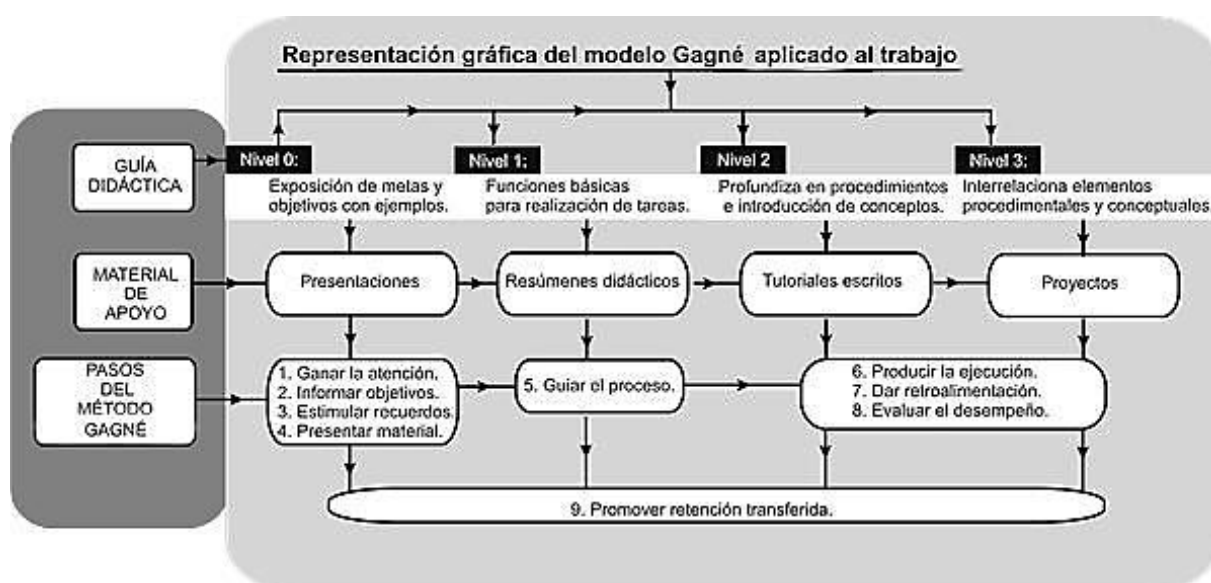 Representación gráfica del modelo Gagné aplicado al trabajo
GUÍA
DIDÁCTICA
Nivel 0:
Exposición de metas y
objetivos con ejemplos.
Nivel 1:
Funciones básicas
para realización de tareas.
Nivel 2
Profundiza en procedimientos
e introducción de conceptos.
Nivel 3:
Interrelaciona elementos
procedimentales y conceptuales.
MATERIAL
DE
APOYO
Presentaciones
Resúmenes didácticos
Tutoriales escritos
Proyectos
PASOS
DEL
MÉTODO
GAGNÉ
1. Ganar la atención.
2. Informar objetivos.
3. Estimular recuerdos.
4. Presentar material.
5. Guiar el proceso.
6. Producir la ejecución.
7. Dar retroalimentación.
8. Evaluar el desempeño.
9. Promover retención transferida.